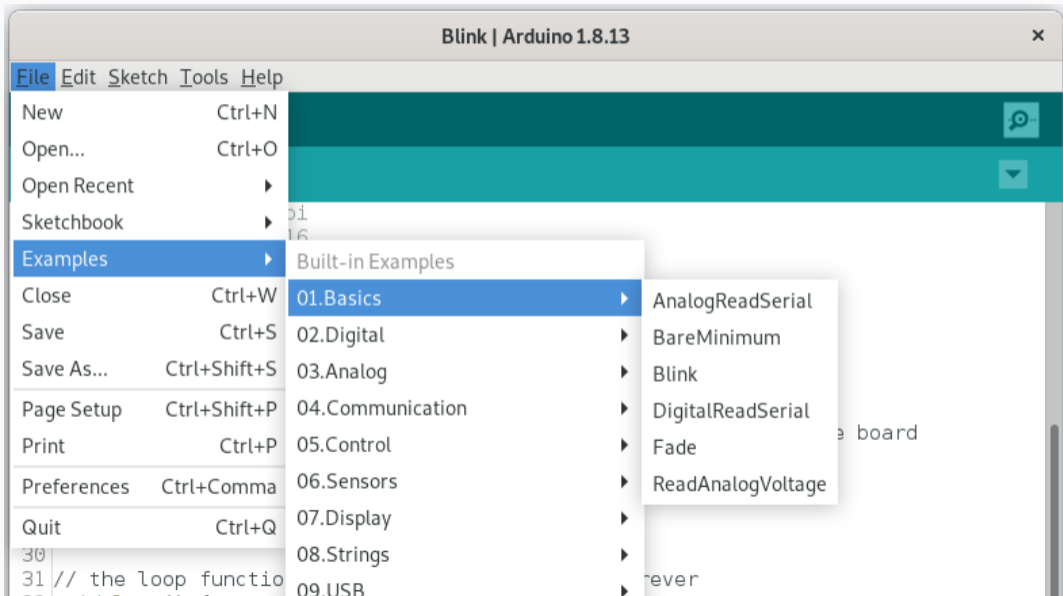 Blink | Arduino 1.8.13 ×
File Edit Sketch Tools Help
New Ctrl+N
Open... Ctrl+O
Open Recent
Sketchbook
Examples
Close Ctrl+W
Save Ctrl+S
Save As... Ctrl+Shift+S
Page Setup Ctrl+Shift+P
Print Ctrl+P
Preferences Ctrl+Comma
Quit Ctrl+Q
Built-in Examples
01.Basics
02.Digital
03.Analog
04.Communication
05.Control
06.Sensors
07.Display
08.Strings
09.USB
AnalogReadSerial
BareMinimum
Blink
DigitalReadSerial
Fade
ReadAnalogVoltage
board
30
31 // the loop functio